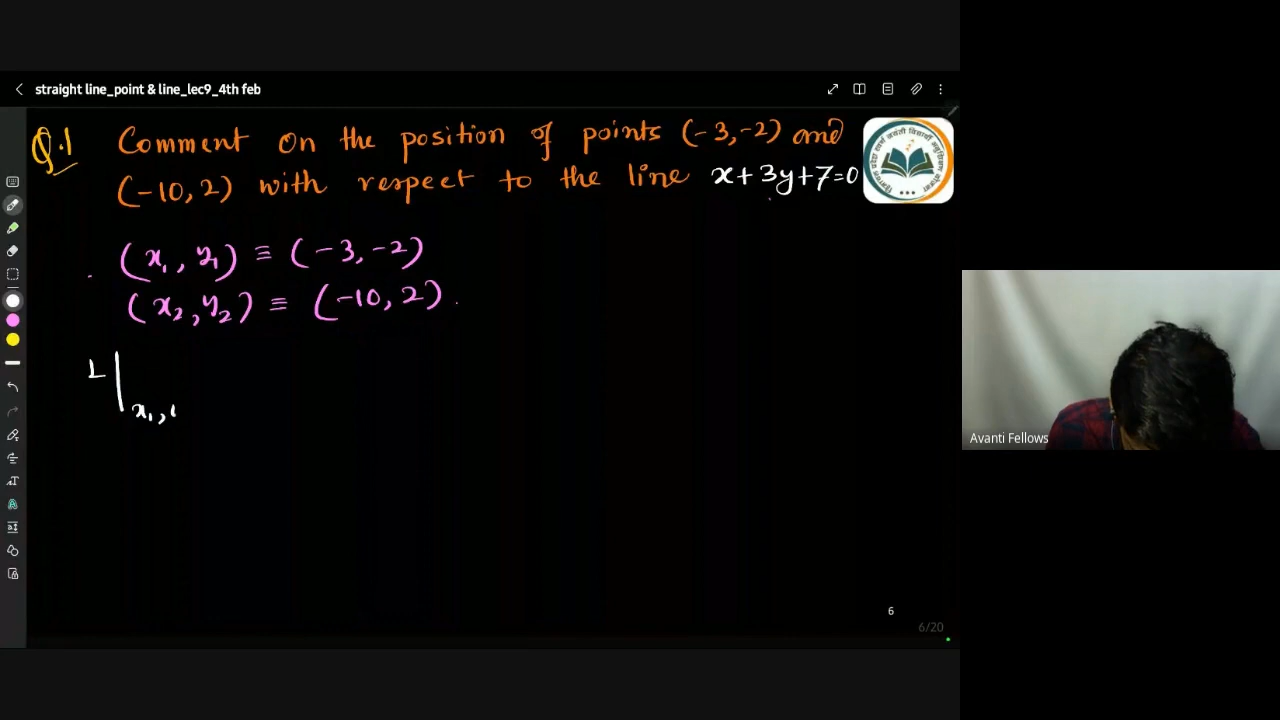 straight line_point & line_lec9_4th feb
Q.1 Comment on the position of points (-3,-2) and
(-10, 2) with respect to the line x+3y+7=0
(x₁, y₁) ≡ (-3, -2)
(x₂, y₂) ≡ (-10, 2).
L|x₁,
6
6/20
Avanti Fellows